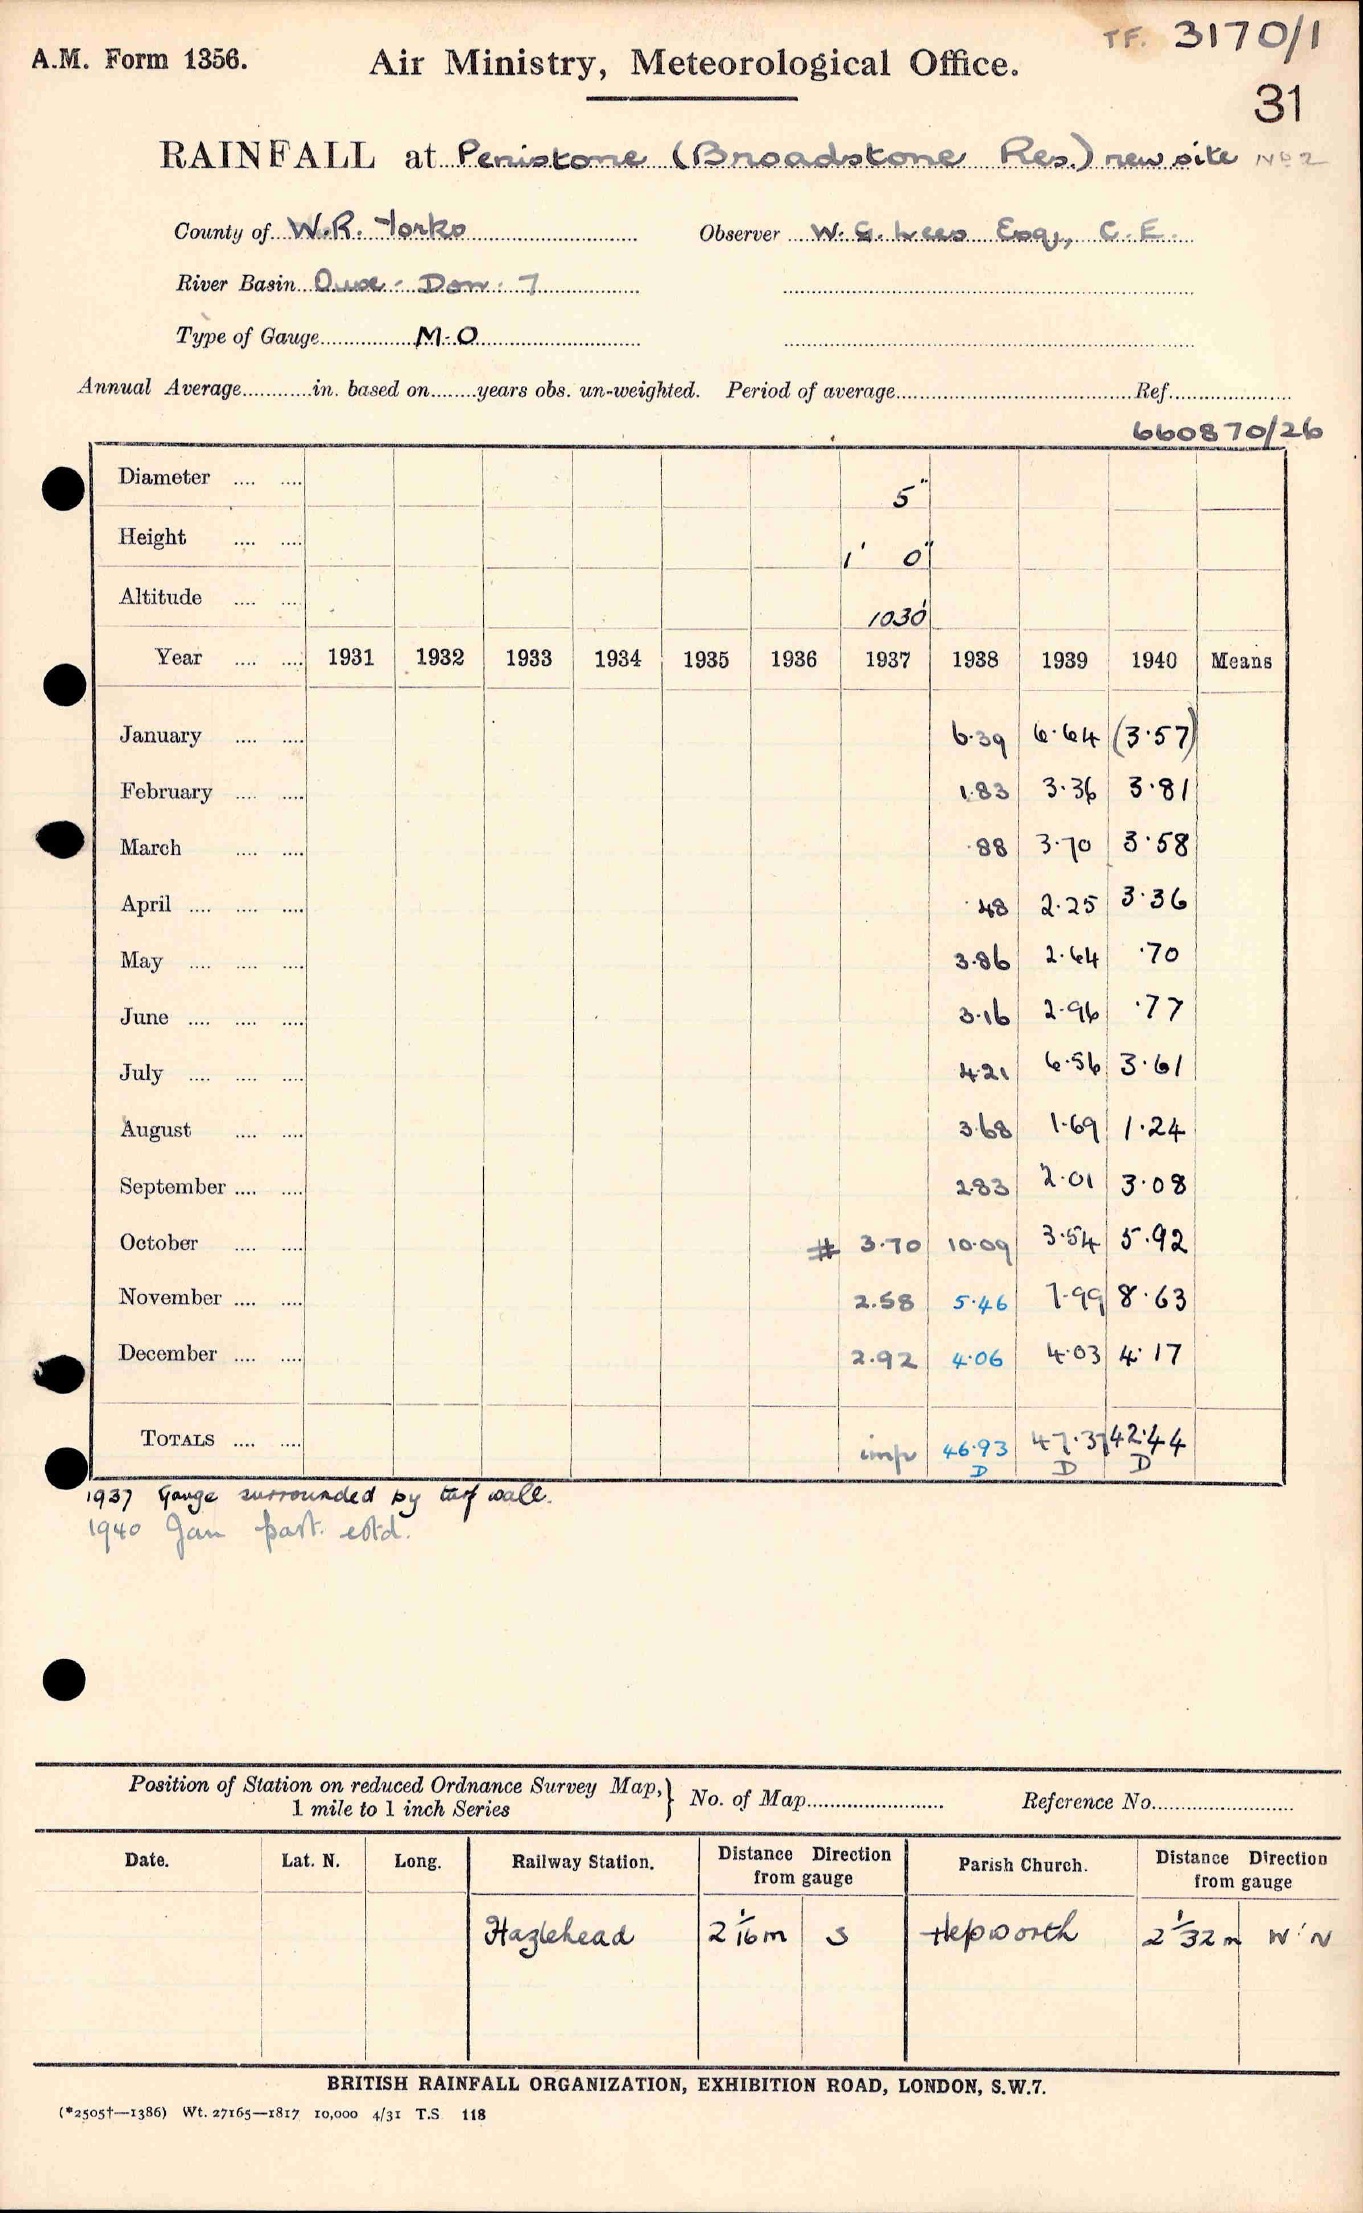 TF. 3170/1
A.M. Form 1356. Air Ministry, Meteorological Office.
31
RAINFALL at Penistone (Broadstone Res.) new site No 2
County of W.R. Yorks Observer W. G. Lees Esq., C.E.
River Basin Ouse - Don - 7
Type of Gauge M.O
Annual Average in. based on years obs. un-weighted. Period of average Ref.
660870/26
Diameter 5"
Height 1' 0"
Altitude 1030'
Year 1931 1932 1933 1934 1935 1936 1937 1938 1939 1940 Means
January 6.39 6.64 (3.57)
February 1.83 3.36 3.81
March .88 3.70 3.58
April .48 2.25 3.36
May 3.86 2.64 .70
June 3.16 2.96 .77
July 4.21 6.56 3.61
August 3.68 1.69 1.24
September 2.83 2.01 3.08
October # 3.70 10.09 3.54 5.92
November 2.58 5.46 7.99 8.63
December 2.92 4.06 4.03 4.17
TOTALS imp 46.93 47.37 42.44
D D D
1937 Gauge surrounded by turf wall.
1940 Jan part. estd.
Position of Station on reduced Ordnance Survey Map, } No. of Map Reference No.
1 mile to 1 inch Series
Date. Lat. N. Long. Railway Station. Distance Direction from gauge Parish Church. Distance Direction from gauge
Hazlehead 2 1/16 m S Hepworth 2 1/32 m W'N
BRITISH RAINFALL ORGANIZATION, EXHIBITION ROAD, LONDON, S.W.7.
(*2505†—1386) Wt. 27165—1817 10,000 4/31 T.S 118